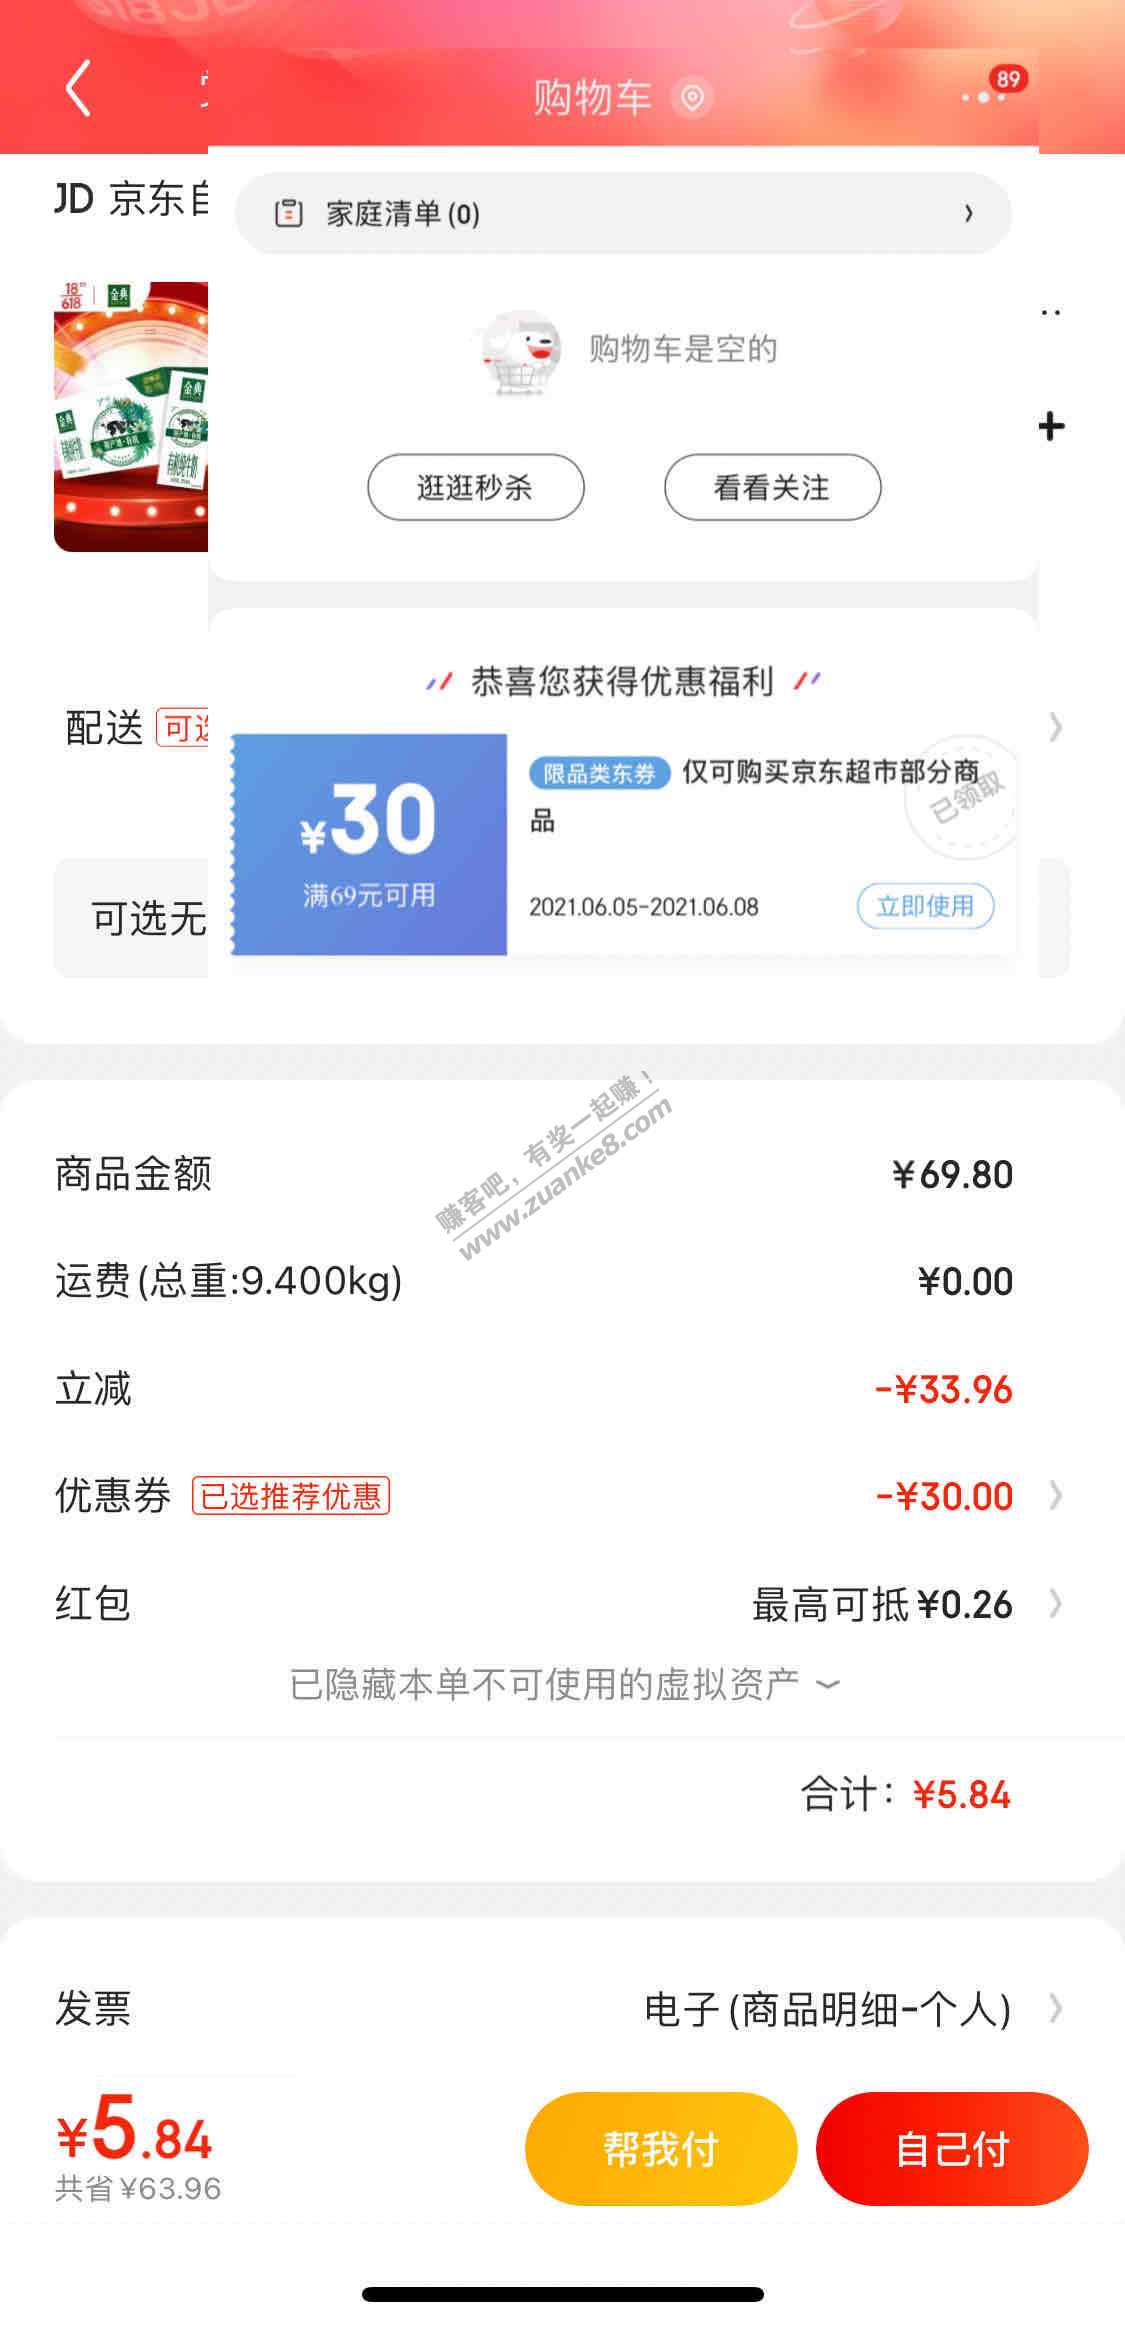 购物车
89
JD 京东自
家庭清单(0)
18
618
金典
购物车是空的
逛逛秒杀
看看关注
恭喜您获得优惠福利
配送 可选
¥30
满69元可用
限品类东券 仅可购买京东超市部分商
品
已领取
2021.06.05-2021.06.08
立即使用
可选无
赚客吧，有奖一起赚！
www.zuanke8.com
商品金额 ¥69.80
运费(总重:9.400kg) ¥0.00
立减 -¥33.96
优惠券 已选推荐优惠 -¥30.00
红包 最高可抵¥0.26
已隐藏本单不可使用的虚拟资产
合计：¥5.84
发票 电子(商品明细-个人)
¥5.84
共省¥63.96
帮我付
自己付